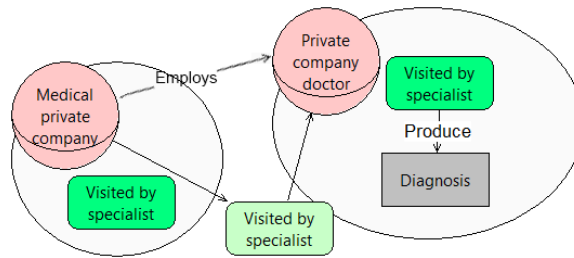 Private
company
doctor
Employs
Visited by
specialist
Medical
private
company
Produce
Diagnosis
Visited by
specialist
Visited by
specialist